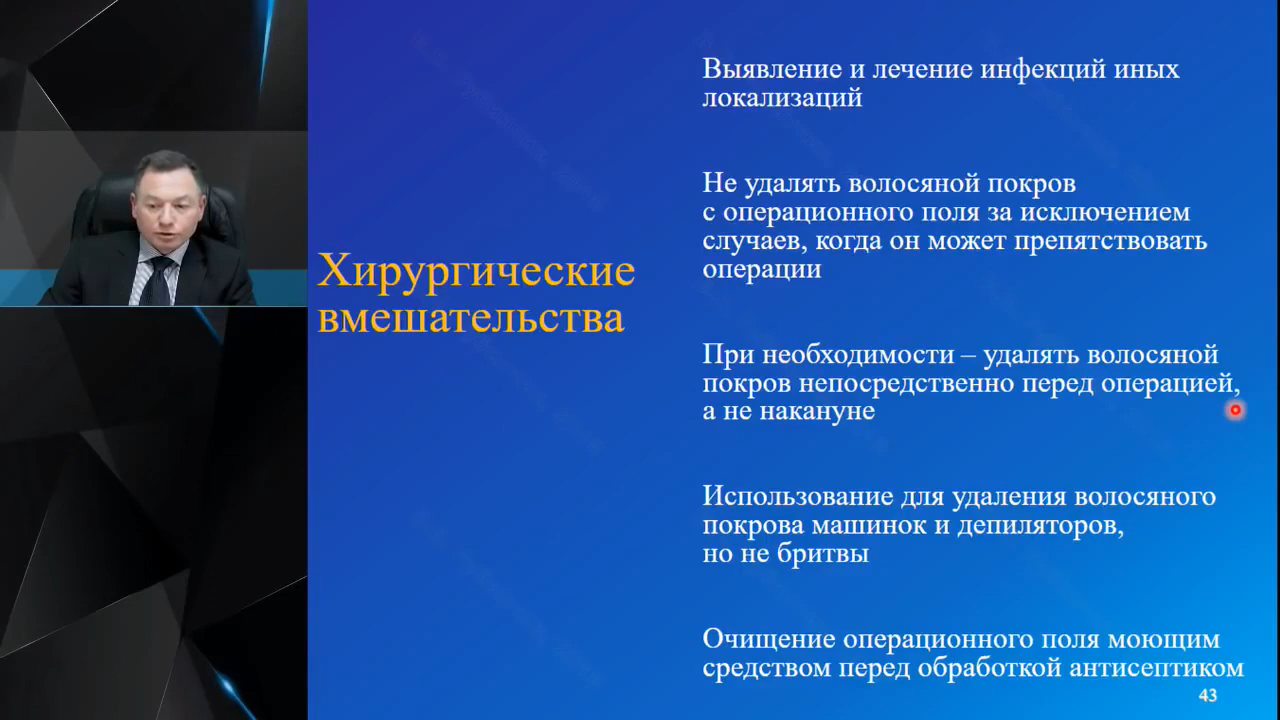 Хирургические
вмешательства
Выявление и лечение инфекций иных
локализаций
Не удалять волосяной покров
с операционного поля за исключением
случаев, когда он может препятствовать
операции
При необходимости – удалять волосяной
покров непосредственно перед операцией,
а не накануне
Использование для удаления волосяного
покрова машинок и депиляторов,
но не бритвы
Очищение операционного поля моющим
средством перед обработкой антисептиком
43